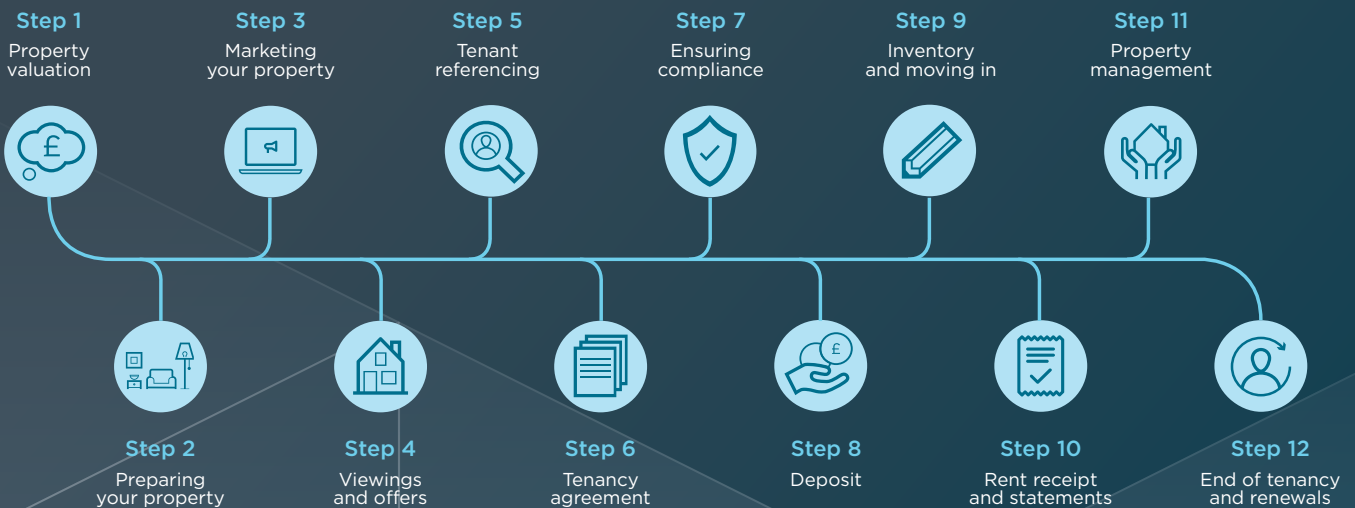 Step 1
Property
valuation
Step 3
Marketing
your property
Step 5
Tenant
referencing
Step 7
Ensuring
compliance
Step 9
Inventory
and moving in
Step 11
Property
management
£
£
Step 2
Preparing
your property
Step 4
Viewings
and offers
Step 6
Tenancy
agreement
Step 8
Deposit
Step 10
Rent receipt
and statements
Step 12
End of tenancy
and renewals